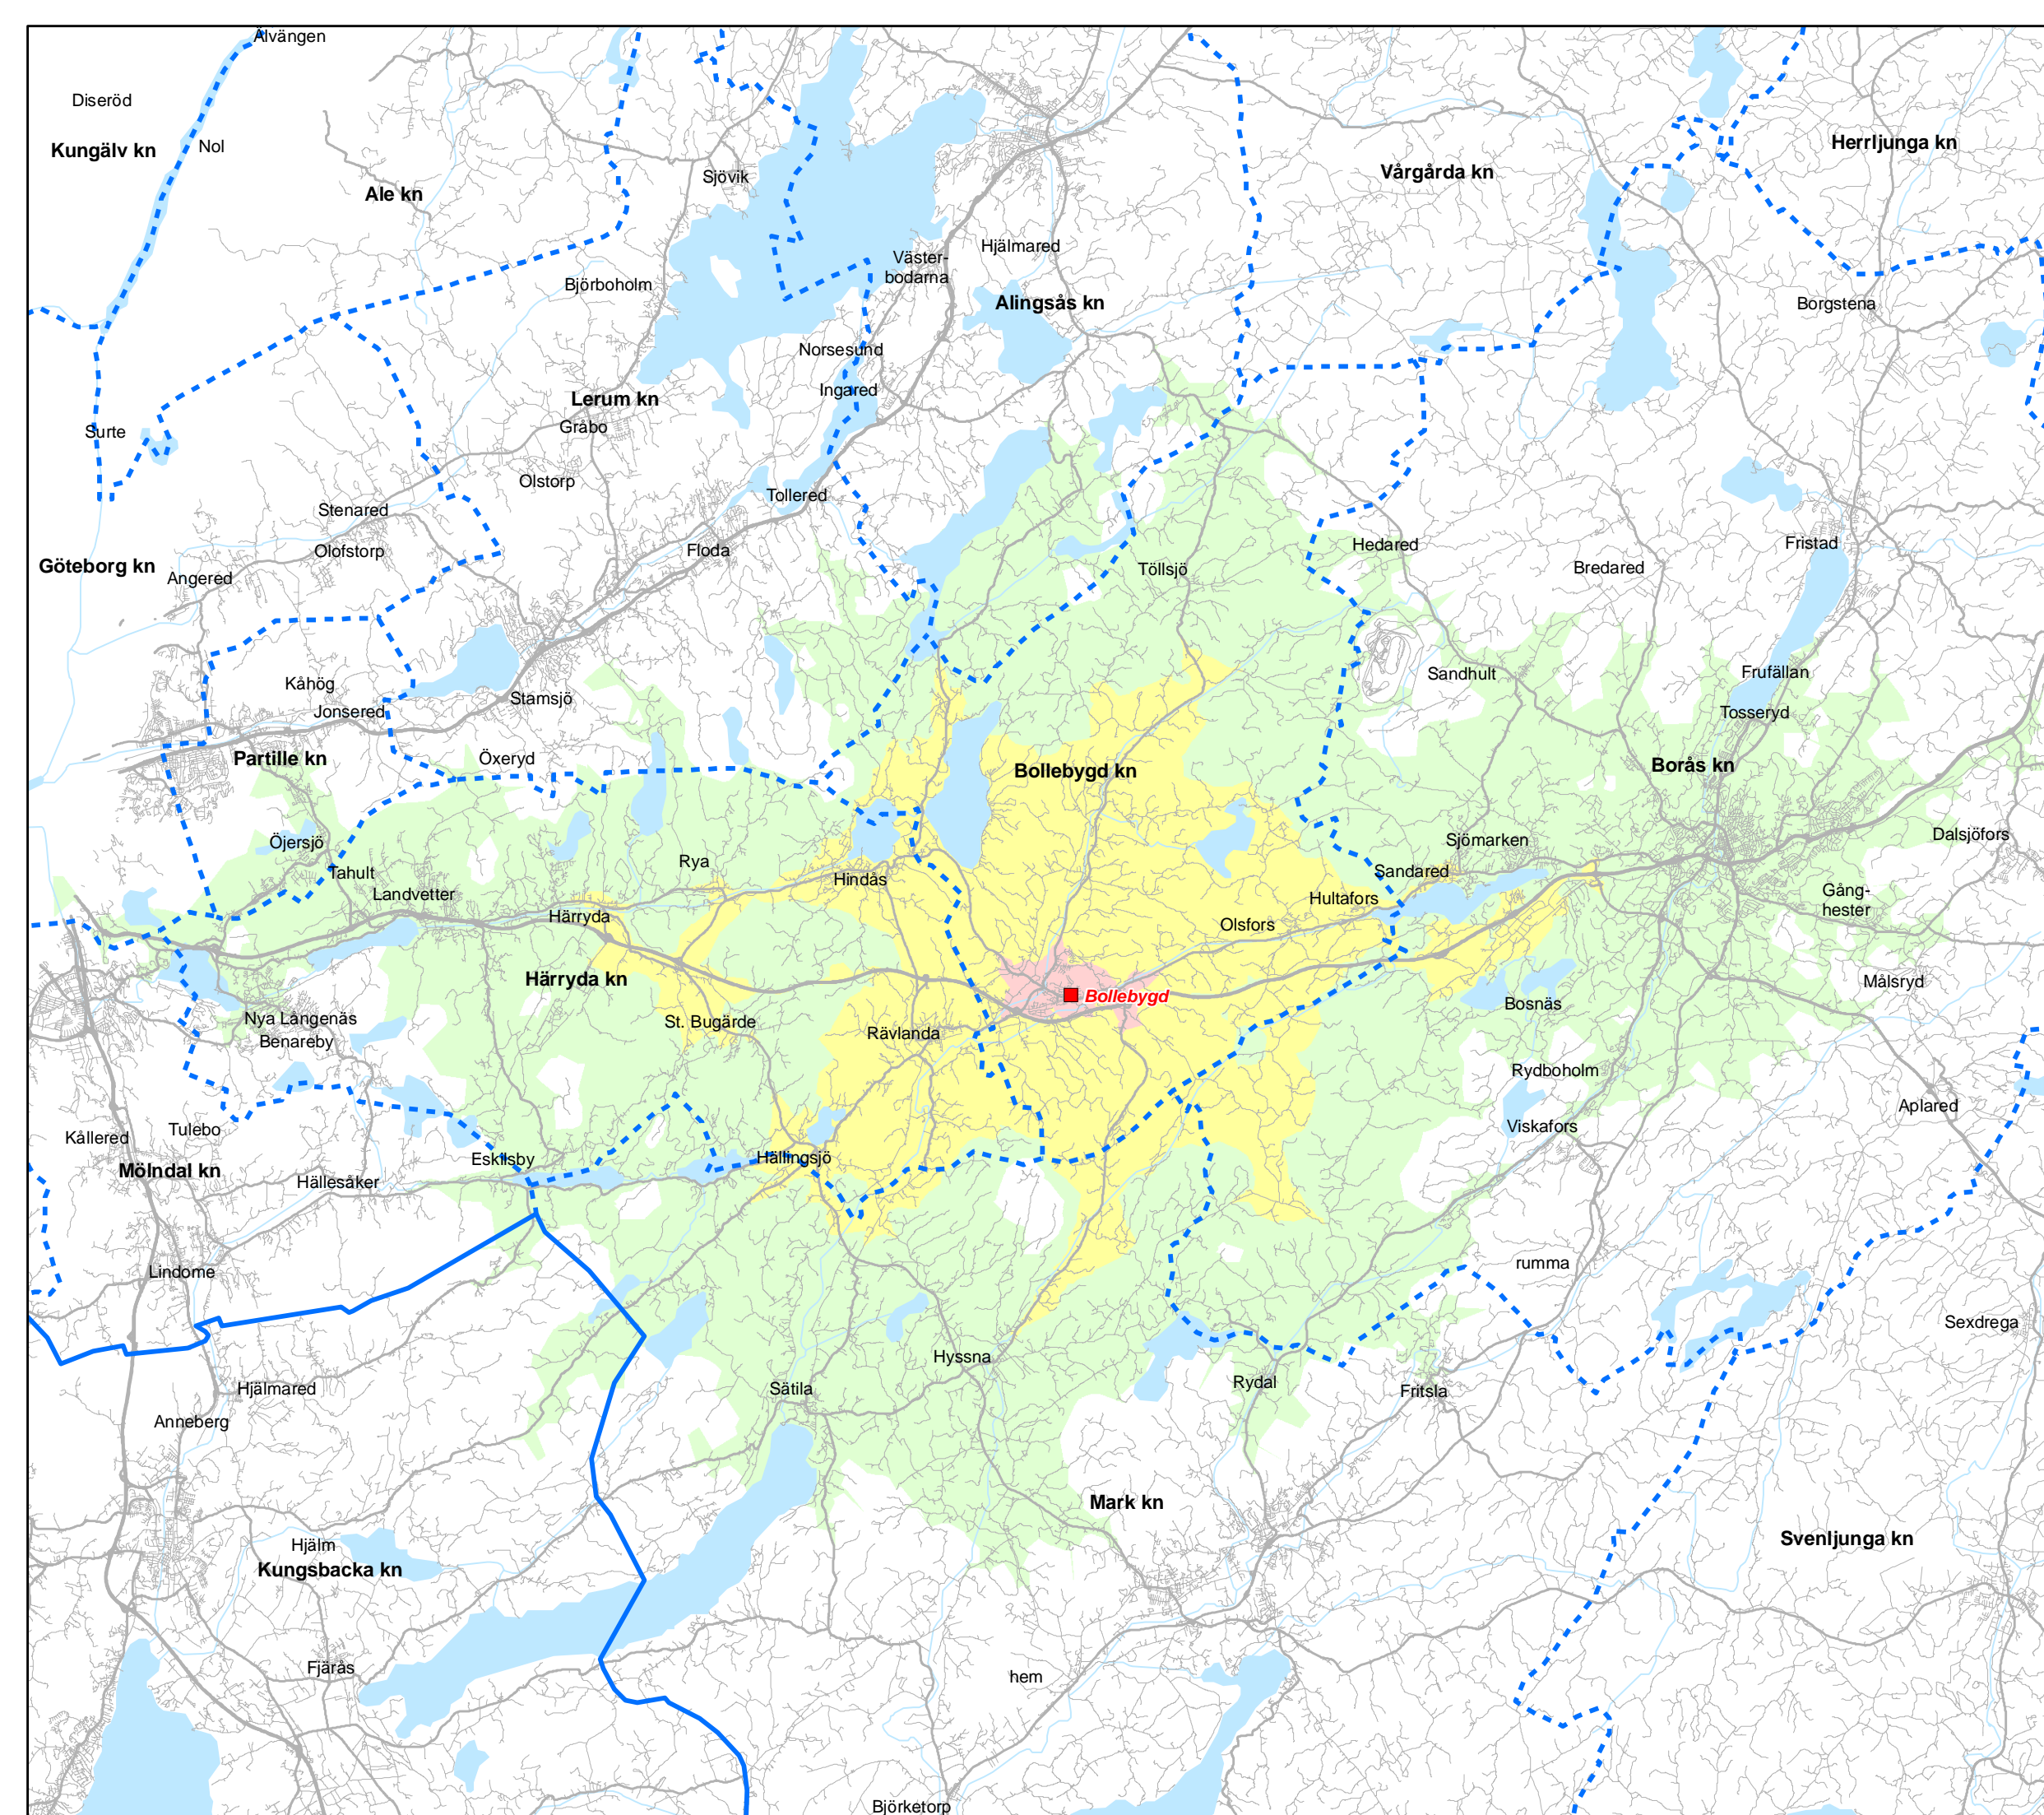 Älvängen
Diseröd
Kungälv kn
Nol
Ale kn
Sjövik
Vårgårda kn
Herrljunga kn
Hjälmared
Väster-
bodarna
Björboholm
Alingsås kn
Borgstena
Norsesund
Ingared
Lerum kn
Gråbo
Surte
Olstorp
Tollered
Stenared
Olofstorp
Floda
Hedared
Fristad
Göteborg kn
Angered
Töllsjö
Bredared
Kåhög
Jonsered
Stamsjö
Sandhult
Frufällan
Tosseryd
Partille kn
Öxeryd
Bollebygd kn
Borås kn
Öjersjö
Tahult
Landvetter
Rya
Hindås
Sjömarken
Sandared
Hultafors
Dalsjöfors
Gång-
hester
Härryda
Olsfors
Härryda kn
Bollebygd
Målsryd
Bosnäs
Nya Långenäs
Benareby
St. Bugärde
Rävlanda
Rydboholm
Aplared
Viskafors
Kållered
Tulebo
Mölndal kn
Eskilsby
Hällingsjö
Hällesåker
Lindome
rumma
Sexdrega
Hyssna
Hjälmared
Sätila
Rydal
Fritsla
Anneberg
Mark kn
Svenljunga kn
Hjälm
Kungsbacka kn
Fjärås
hem
Björketorp